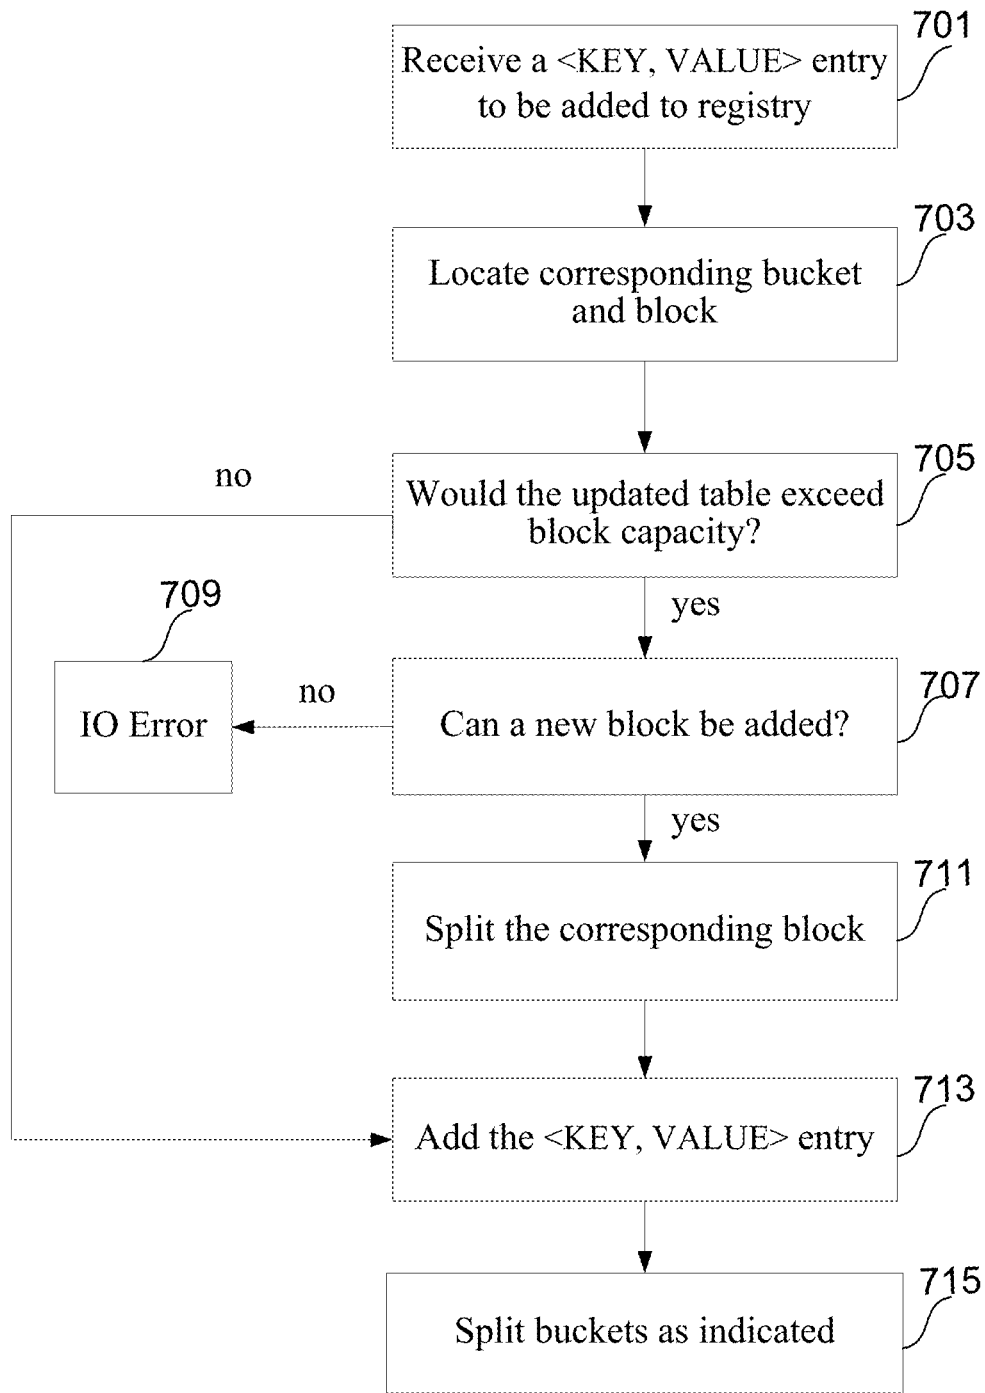 701
Receive a <KEY, VALUE> entry
to be added to registry
703
Locate corresponding bucket
and block
705
no
Would the updated table exceed
block capacity?
709
yes
707
no
IO Error
Can a new block be added?
yes
711
Split the corresponding block
713
Add the <KEY, VALUE> entry
715
Split buckets as indicated